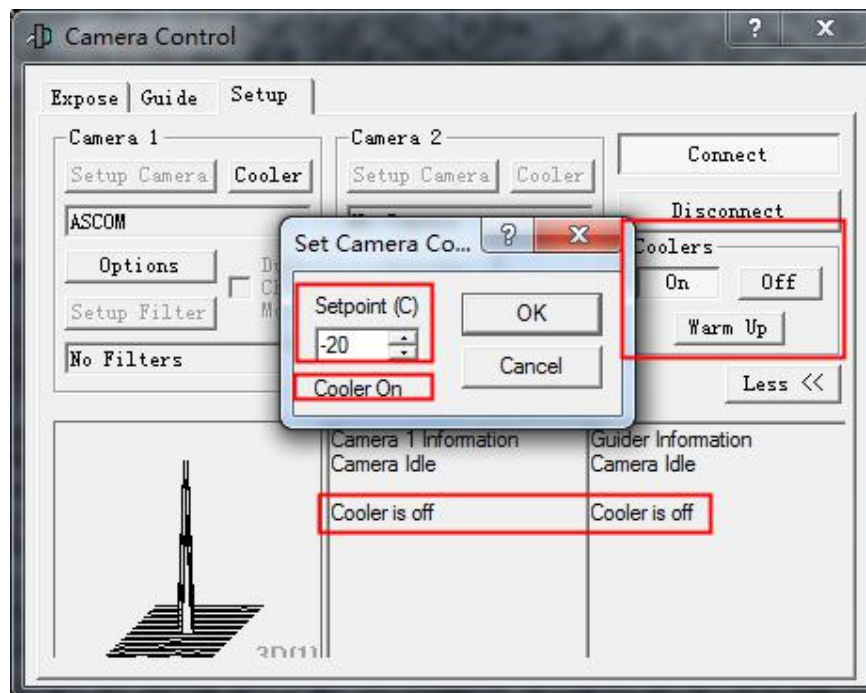 Camera Control
? X
Expose Guide Setup
Camera 1
Camera 2
Setup Camera Cooler
Setup Camera Cooler
Connect
ASCOM
Disconnect
Set Camera Co...
? X
Coolers
Options
On Off
Setpoint (C)
OK
Setup Filter
Warm Up
-20
No Filters
Cancel
Cooler On
Less <<
Camera 1 Information
Guider Information
Camera Idle
Camera Idle
Cooler is off
Cooler is off